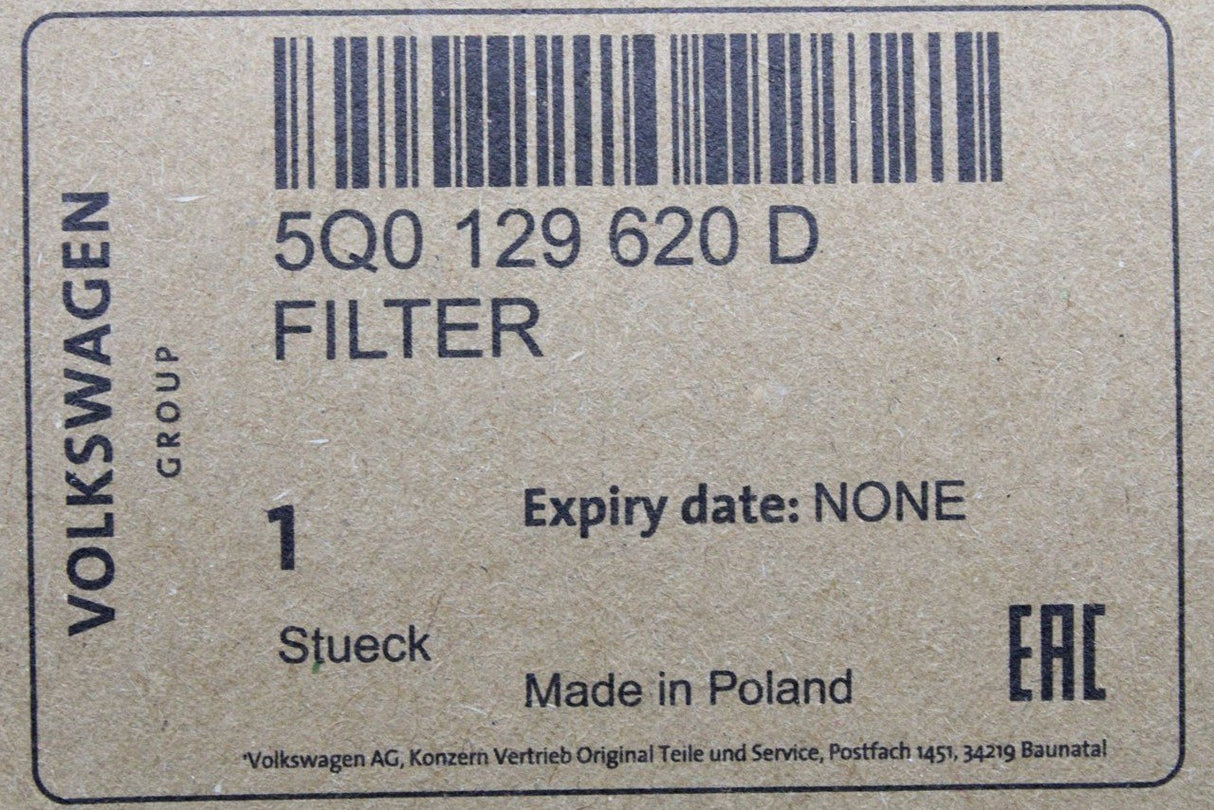 VOLKSWAGEN
GROUP
5Q0 129 620 D
FILTER
1
Expiry date: NONE
Stueck
Made in Poland
EAC
*Volkswagen AG, Konzern Vertrieb Original Teile und Service, Postfach 1451, 34219 Baunatal